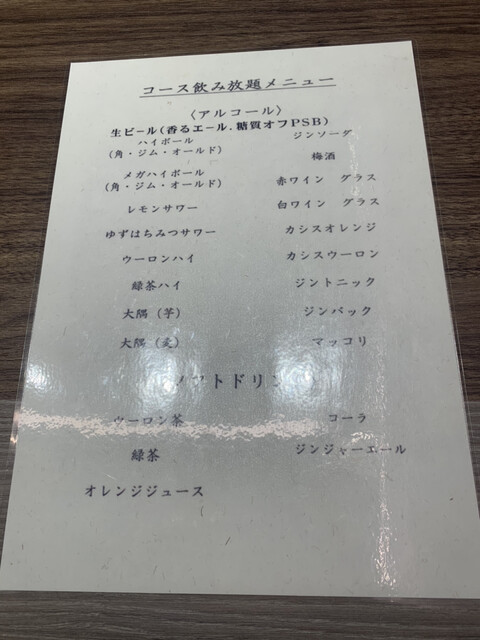 コース飲み放題メニュー
〈アルコール〉
生ビール(香るエール.糖質オフPSB)
ハイボール
(角・ジム・オールド)
ジンソーダ
梅酒
メガハイボール
(角・ジム・オールド)
赤ワイン グラス
レモンサワー
白ワイン グラス
ゆずはちみつサワー
カシスオレンジ
ウーロンハイ
カシスウーロン
緑茶ハイ
ジントニック
大隅(芋)
ジンバック
大隅(麦)
マッコリ
ソフトドリンク
ウーロン茶
コーラ
緑茶
ジンジャーエール
オレンジジュース